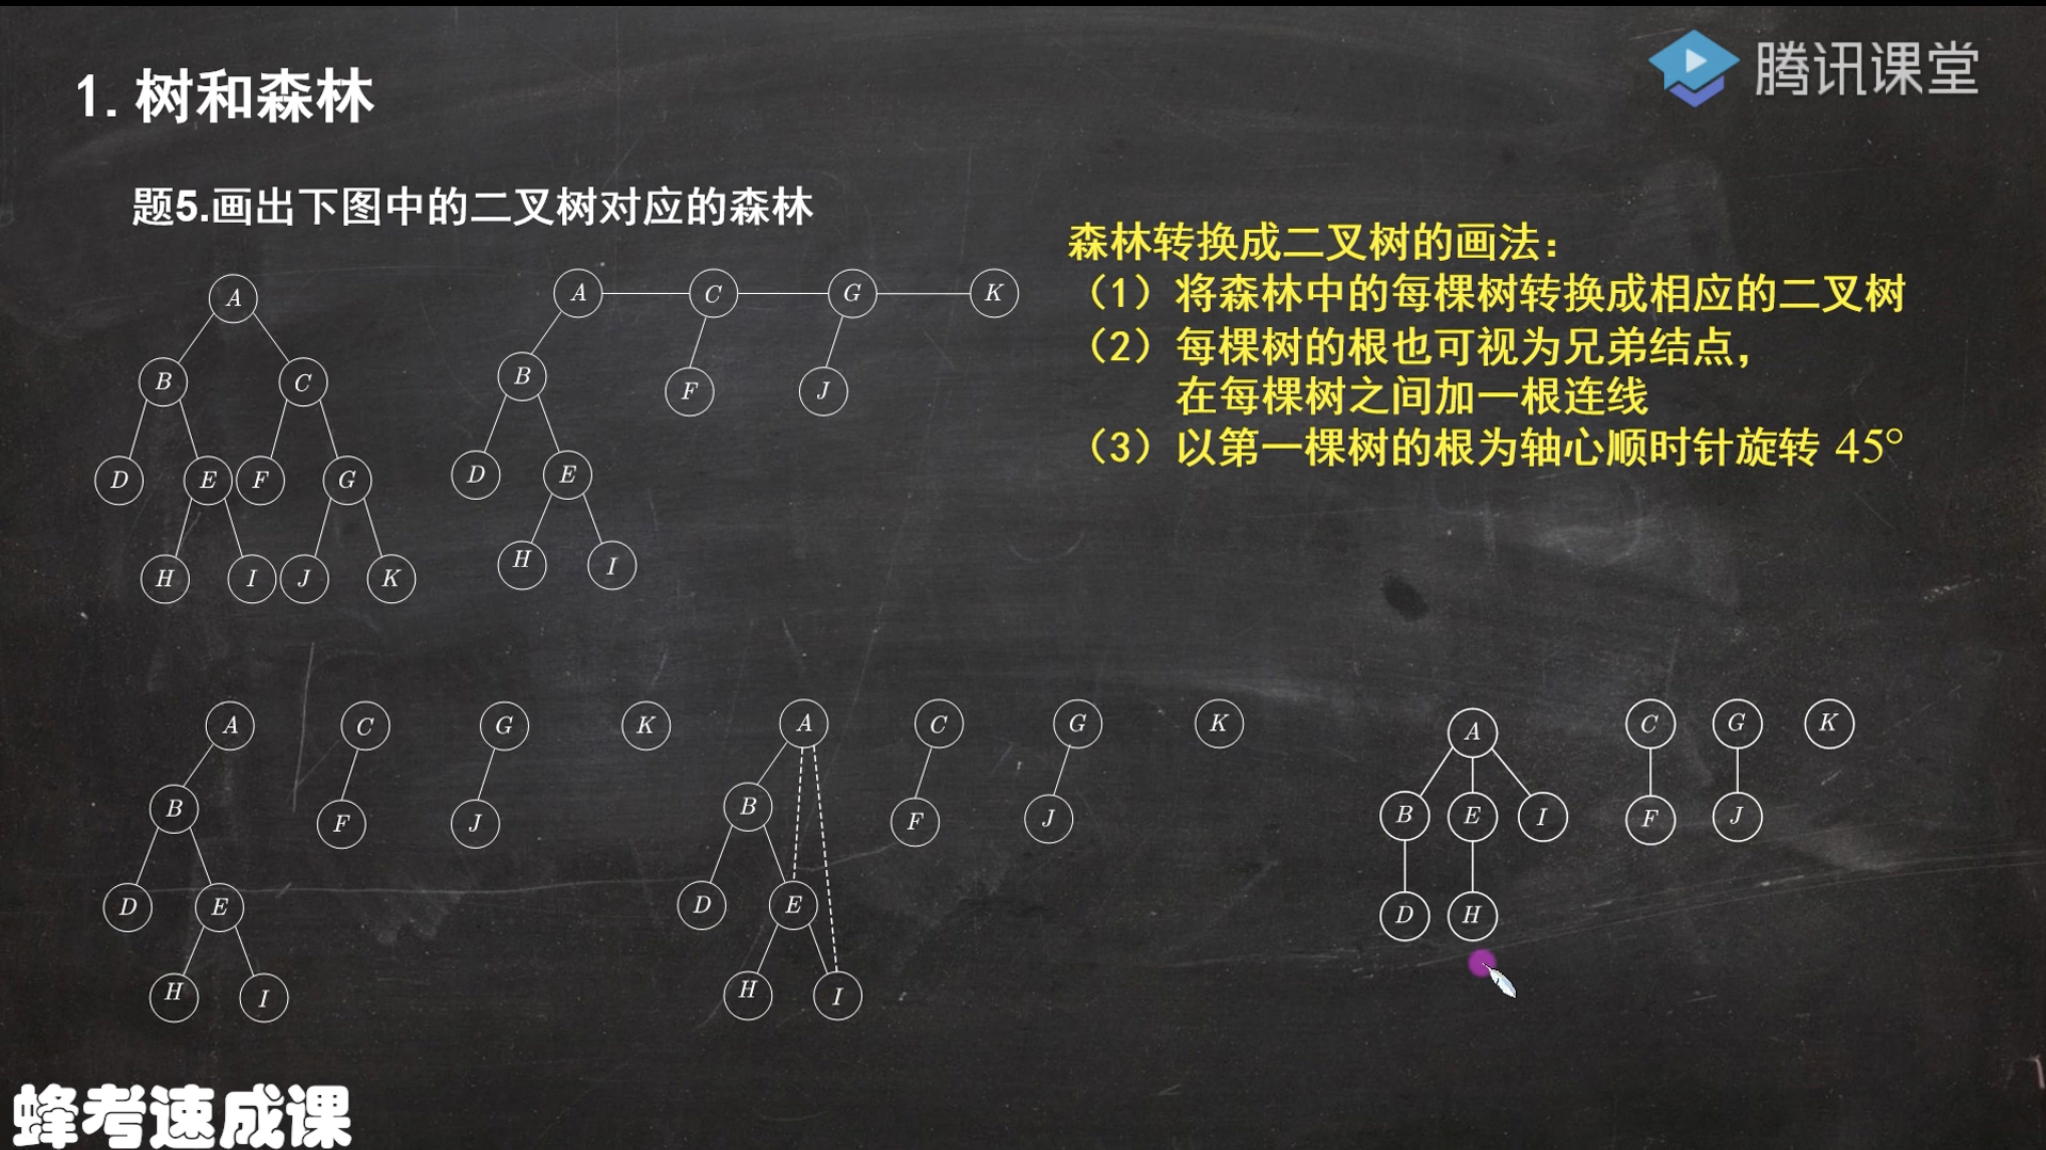 腾讯课堂
1. 树和森林
题5.画出下图中的二叉树对应的森林
森林转换成二叉树的画法：
（1）将森林中的每棵树转换成相应的二叉树
（2）每棵树的根也可视为兄弟结点，
在每棵树之间加一根连线
（3）以第一棵树的根为轴心顺时针旋转 45°
A
B C
D E F G
H I J K
A C G K
B F J
D E
H I
A C G K
B F J
D E
H I
A C G K
B F J
D E
H I
A C G K
B E I F J
D H
蜂考速成课